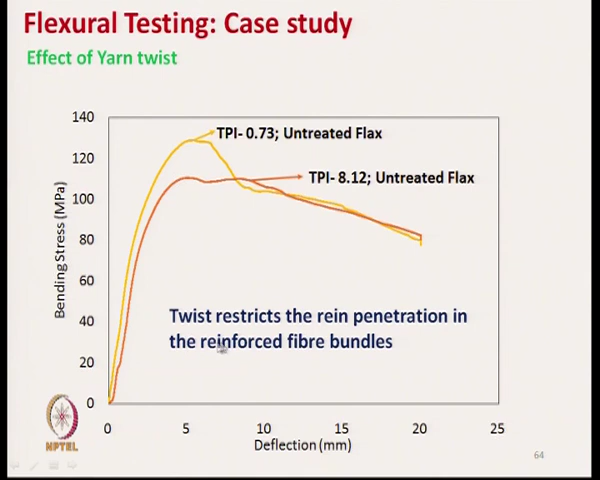 Flexural Testing: Case study
Effect of Yarn twist
140
120
100
80
60
40
20
0
Bending Stress (MPa)
TPI- 0.73; Untreated Flax
TPI- 8.12; Untreated Flax
Twist restricts the rein penetration in
the reinforced fibre bundles
0 5 10 15 20 25
Deflection (mm)
NPTEL
64